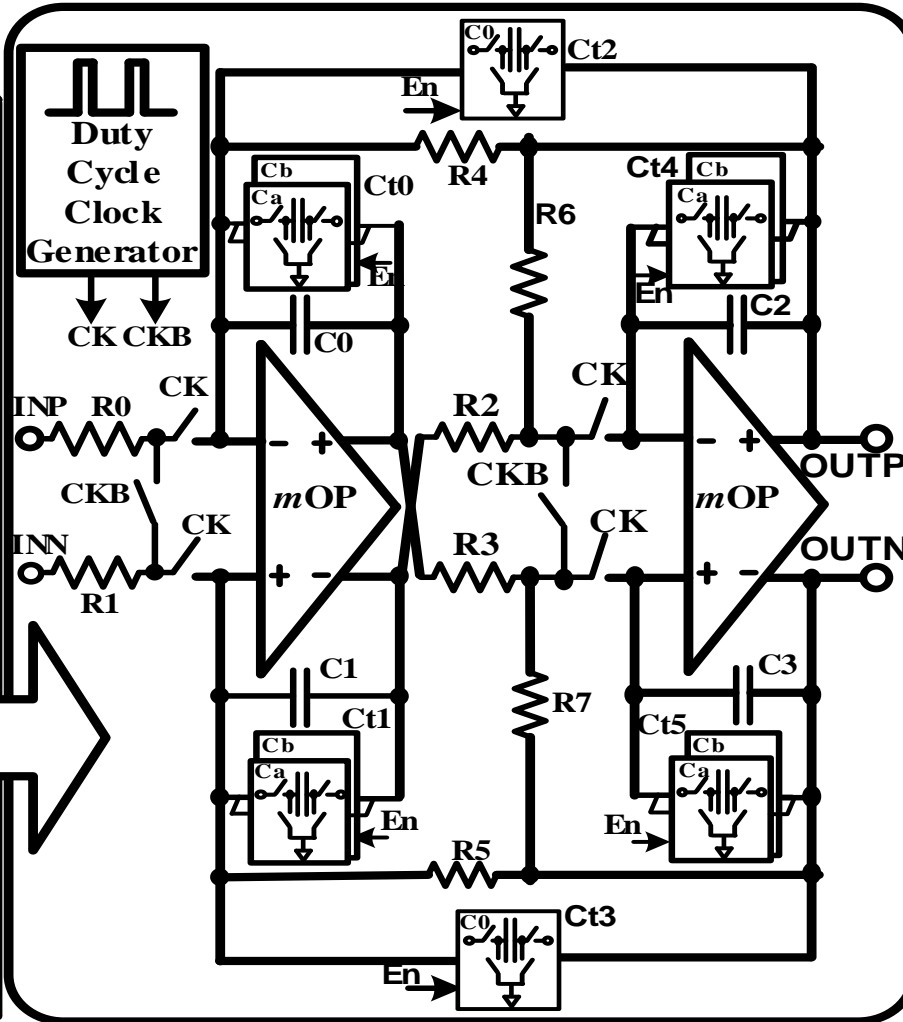 C0
Ct2
En
Duty
Cycle
Clock
Generator
CK CKB
R4
Cb
Ca
Ct0
En
C0
R6
Ct4
Cb
Ca
En
C2
INP
R0
CK
CKB
CK
INN
R1
- +
mOP
+ -
R2
CK
CKB
CK
R3
- +
mOP
+ -
OUTP
OUTN
C1
Ct1
Cb
Ca
En
R7
C3
Ct5
Cb
Ca
En
R5
C0
Ct3
En